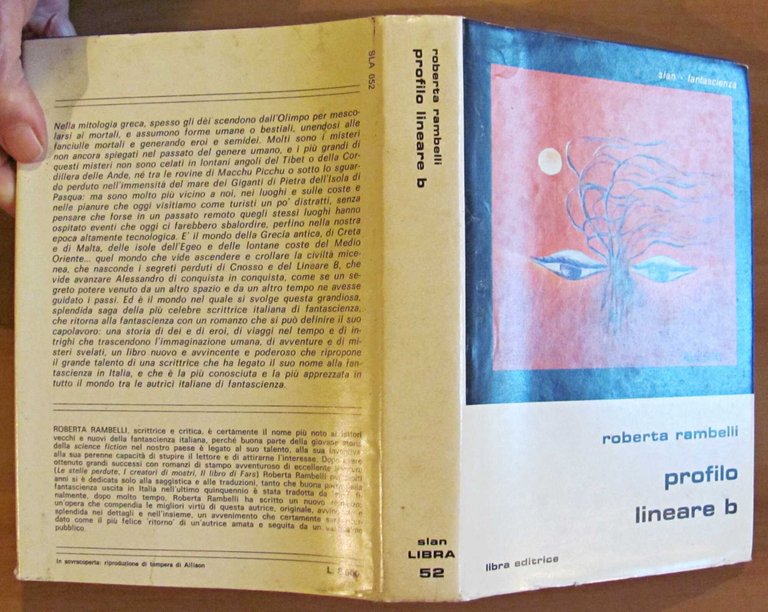 SLA 052
Nella mitologia greca, spesso gli dèi scendono dall'Olimpo per mesco-
larsi ai mortali, e assumono forme umane o bestiali, unendosi alle
fanciulle mortali e generando eroi e semidei. Molti sono i misteri
non ancora spiegati nel passato del genere umano, e i più grandi di
questi misteri non sono celati in lontani angoli del Tibet o della Cor-
dillera delle Ande, né tra le rovine di Macchu Picchu o sotto lo sguar-
do perduto nell'immensità del mare dei Giganti di Pietra dell'Isola di
Pasqua: ma sono molto più vicino a noi, nei luoghi e sulle coste e
nelle pianure che oggi visitiamo come turisti un po' distratti, senza
pensare che forse in un passato remoto quegli stessi luoghi hanno
ospitato eventi che oggi ci farebbero sbalordire, perfino nella nostra
epoca altamente tecnologica. E' il mondo della Grecia antica, di Creta
e di Malta, delle isole dell'Egeo e delle lontane coste del Medio
Oriente... quel mondo che vide ascendere e crollare la civiltà mice-
nea, che nasconde i segreti perduti di Cnosso e del Lineare B, che
vide avanzare Alessandro di conquista in conquista, come se un se-
greto potere venuto da un altro spazio e da un altro tempo ne avesse
guidato i passi. Ed è il mondo nel quale si svolge questa grandiosa,
splendida saga della più celebre scrittrice italiana di fantascienza,
che ritorna alla fantascienza con un romanzo che si può definire il suo
capolavoro: una storia di dei e di eroi, di viaggi nel tempo e di in-
trighi che trascendono l'immaginazione umana, di avventure e di mi-
steri svelati, un libro nuovo e avvincente e poderoso che ripropone
il grande talento di una scrittrice che ha legato il suo nome alla fan-
tascienza in Italia, e che è la più conosciuta e la più apprezzata in
tutto il mondo tra le autrici italiane di fantascienza.
ROBERTA RAMBELLI, scrittrice e critica, è certamente il nome più noto ai lettori
vecchi e nuovi della fantascienza italiana, perché buona parte della giovane storia
della science fiction nel nostro paese è legato al suo talento, alla sua
alla sua perenne capacità di stupire il lettore e di attirarne l'interesse. Dopo
ottenuto grandi successi con romanzi di stampo avventuroso di eccellente
(Le stelle perdute, I creatori di mostri, Il libro di Fars) Roberta Rambelli per
anni si è dedicata solo alla saggistica e alle traduzioni, tanto che buona parte
fantascienza uscita in Italia nell'ultimo quinquennio è stata tradotta da
nalmente, dopo molto tempo, Roberta Rambelli ha scritto un nuovo
un'opera che compendia le migliori virtù di questa autrice, originale,
splendida nei dettagli e nell'insieme, un avvenimento che certamente
dato come il più felice 'ritorno' di un'autrice amata e seguita da un
pubblico.
In sovracoperta: riproduzione di tempera di Allison
roberta rambelli
profilo lineare b
slan
LIBRA
52
slan · fantascienza
roberta rambelli
profilo
lineare b
libra editrice